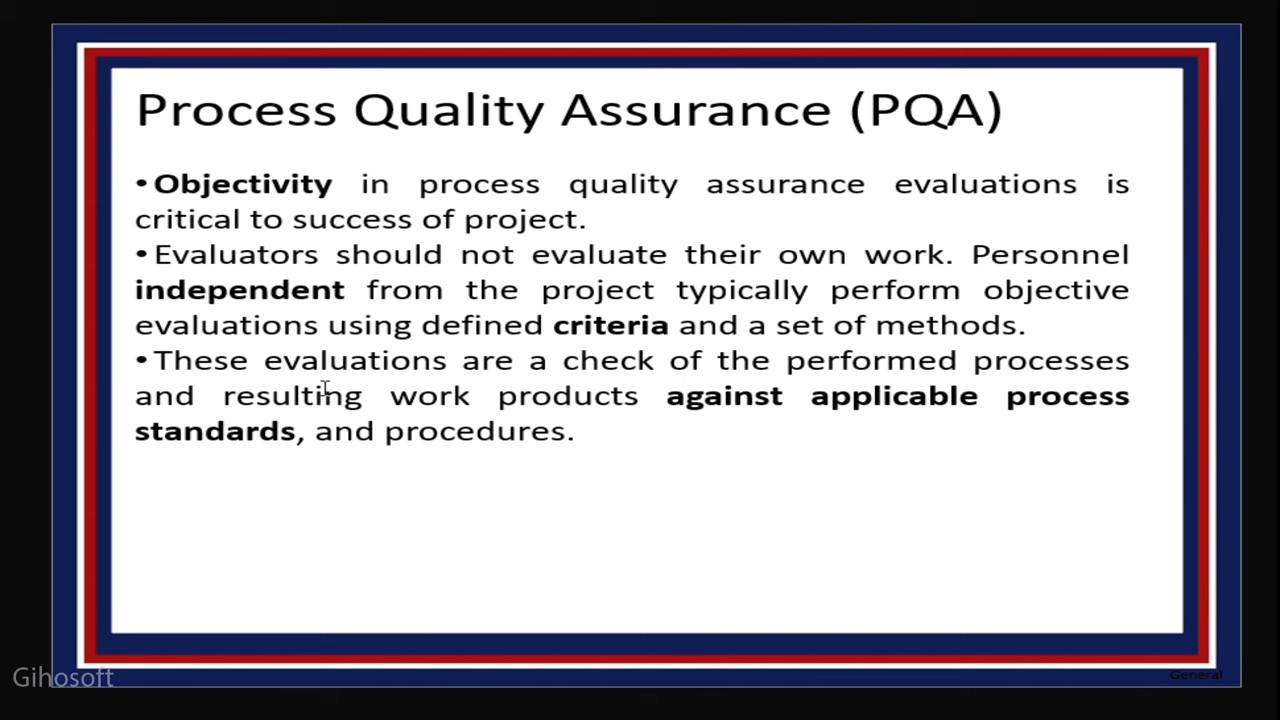 Process Quality Assurance (PQA)
•Objectivity in process quality assurance evaluations is
critical to success of project.
•Evaluators should not evaluate their own work. Personnel
independent from the project typically perform objective
evaluations using defined criteria and a set of methods.
•These evaluations are a check of the performed processes
and resulting work products against applicable process
standards, and procedures.
Gihosoft
General